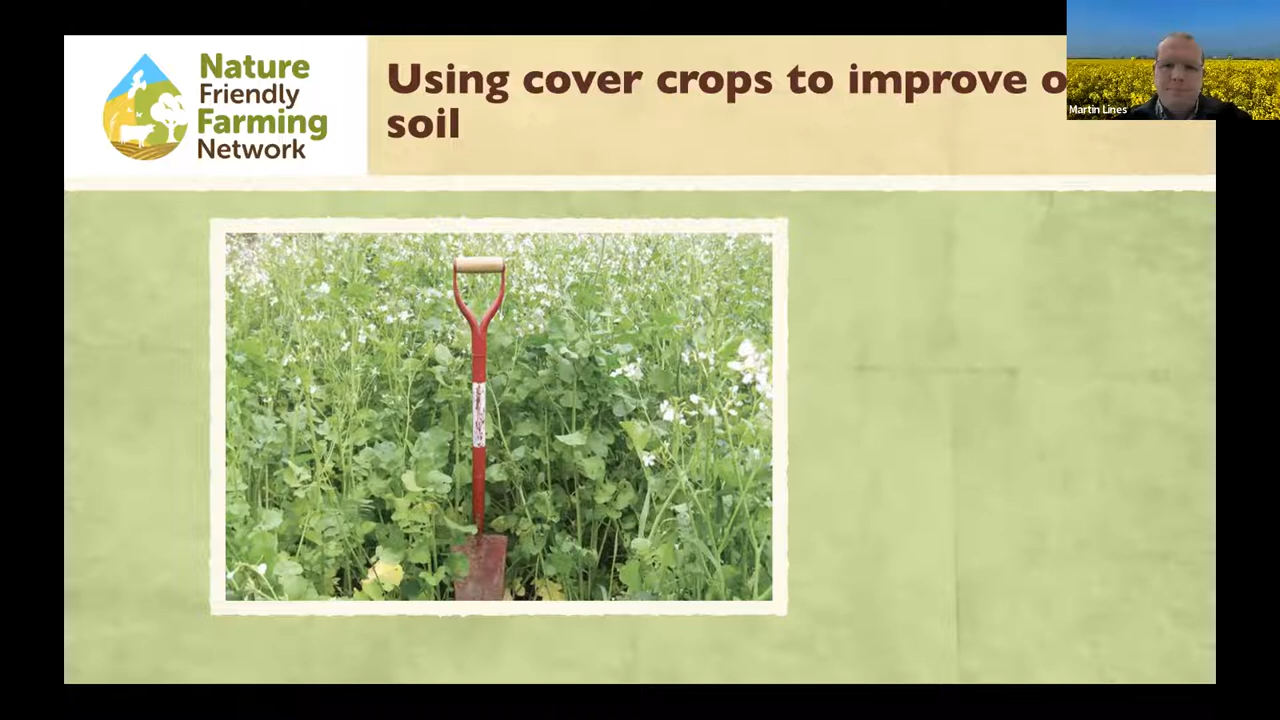 Nature
Friendly
Farming
Network
Using cover crops to improve
soil
Martin Lines